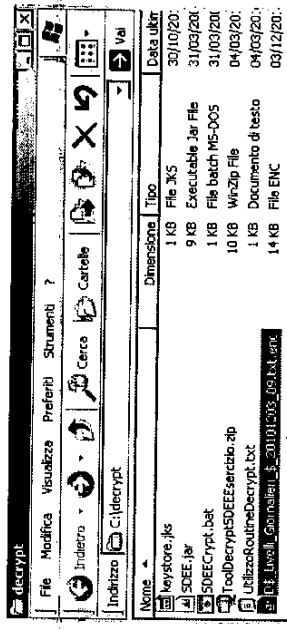 decrypt
File Modifica Visualizza Preferiti Strumenti ?
Indietro Cerca Cartelle
Indirizzo C:\decrypt Vai
Nome Dimensione Tipo Data ultim
keystore.jks 1 KB File JKS 30/10/20
SDEE.jar 9 KB Executable Jar File 31/03/20
SDEECrypt.bat 1 KB File batch MS-DOS 31/03/20
ToolDecryptSDEEEsercizio.zip 10 KB WinZip File 04/03/20
UtilizzoRoutineDecrypt.txt 1 KB Documento di testo 04/03/20
14 KB File ENC 03/12/20